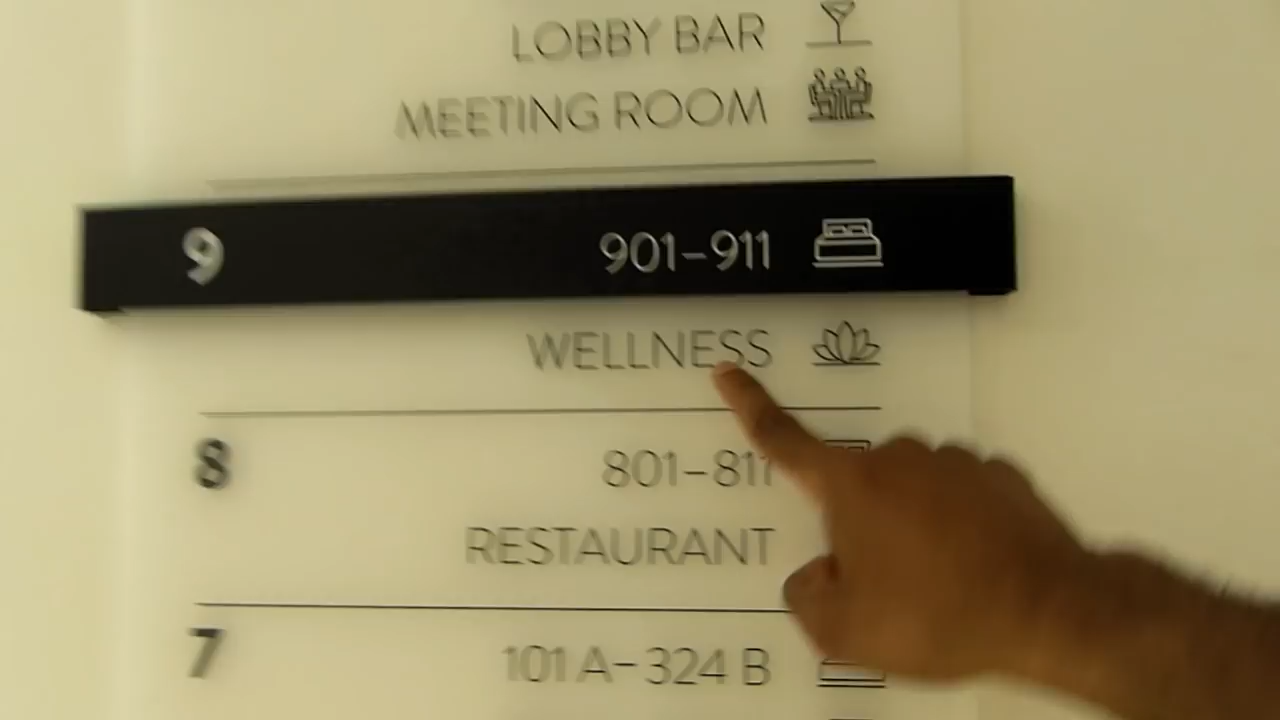 LOBBY BAR
MEETING ROOM
9 901-911
WELLNESS
8 801-811
RESTAURANT
7 101 A-324 B